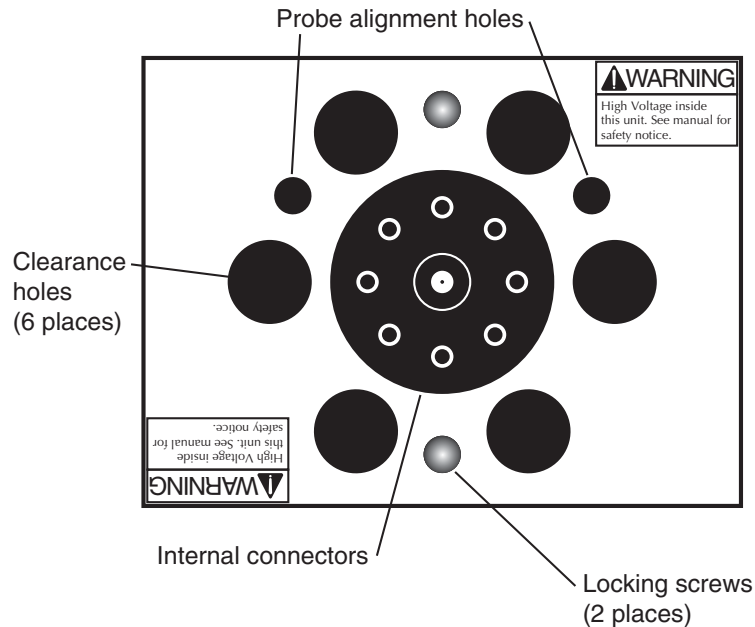 Probe alignment holes
WARNING
High Voltage inside
this unit. See manual for
safety notice.
Clearance
holes
(6 places)
WARNING
High Voltage inside
this unit. See manual for
safety notice.
Internal connectors
Locking screws
(2 places)